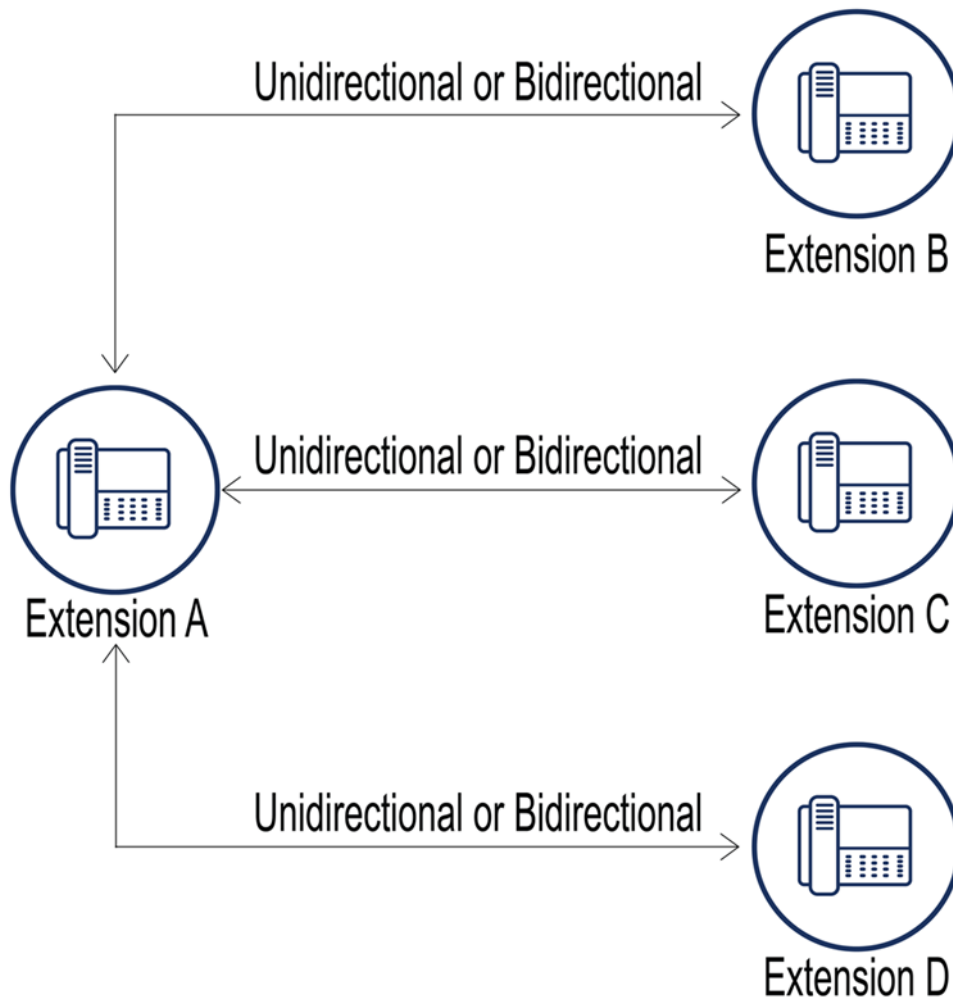 Unidirectional or Bidirectional
Extension B
Unidirectional or Bidirectional
Extension A
Extension C
Unidirectional or Bidirectional
Extension D